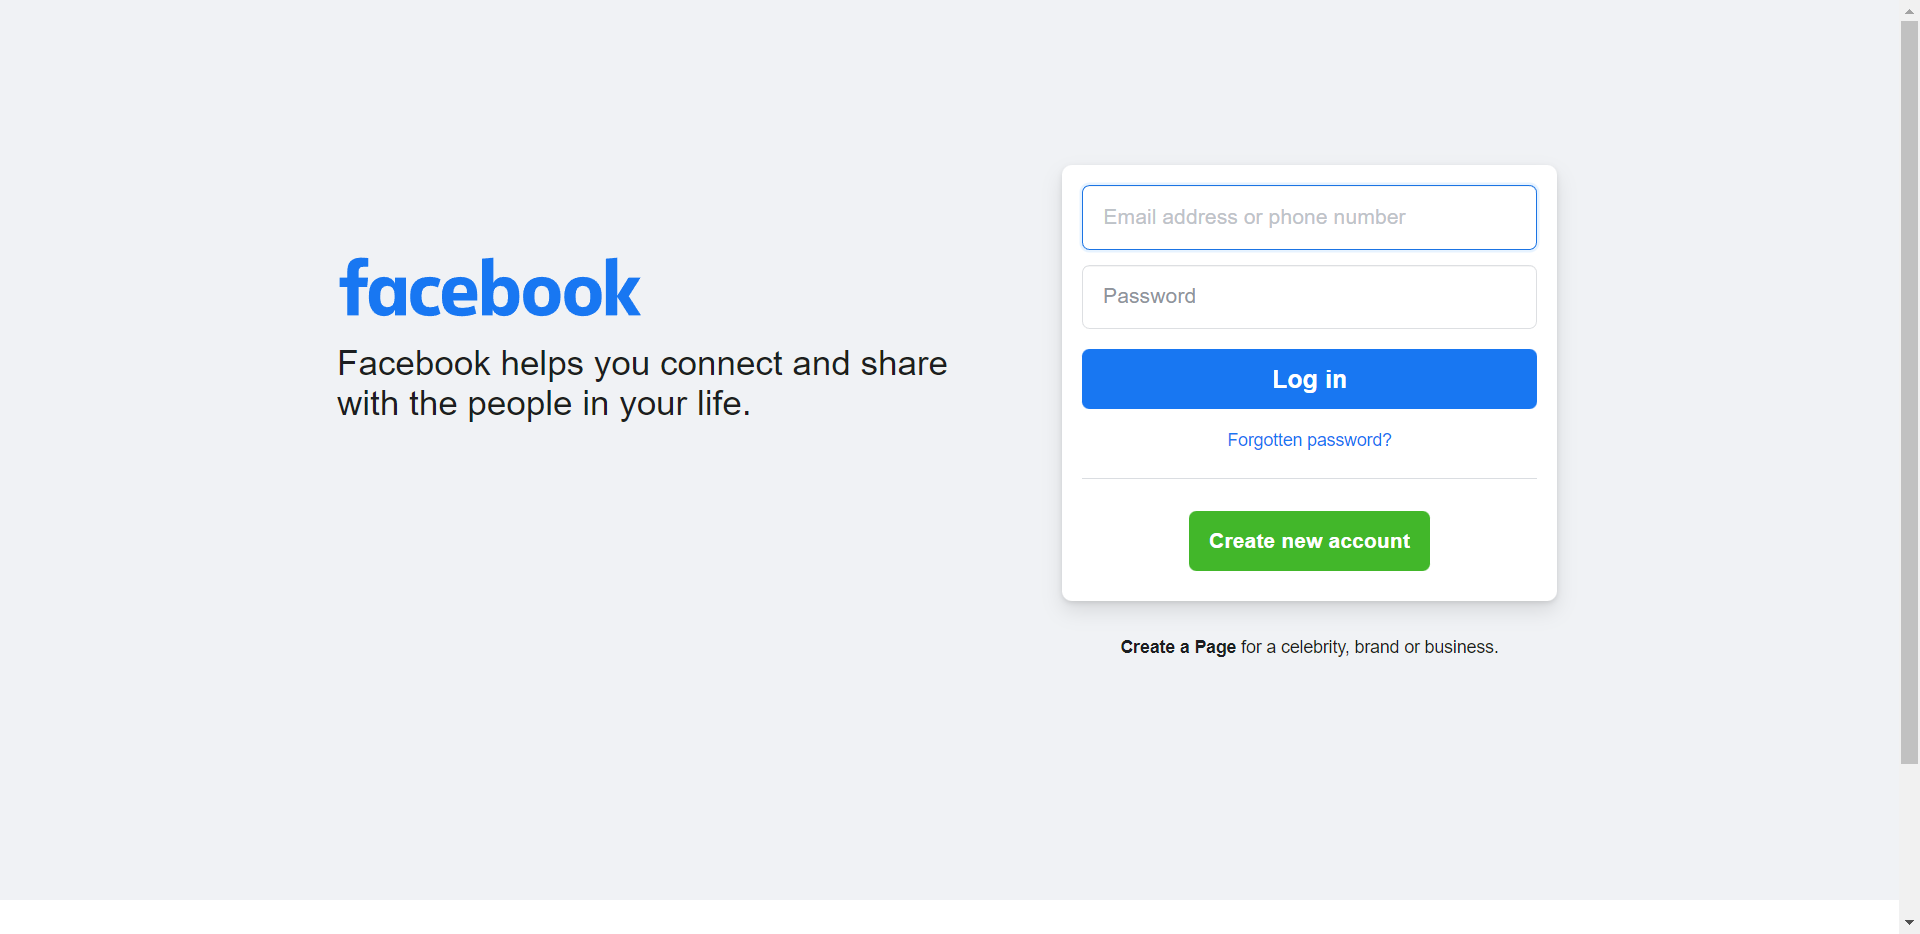 facebook
Facebook helps you connect and share
with the people in your life.
Email address or phone number
Password
Log in
Forgotten password?
Create new account
Create a Page for a celebrity, brand or business.